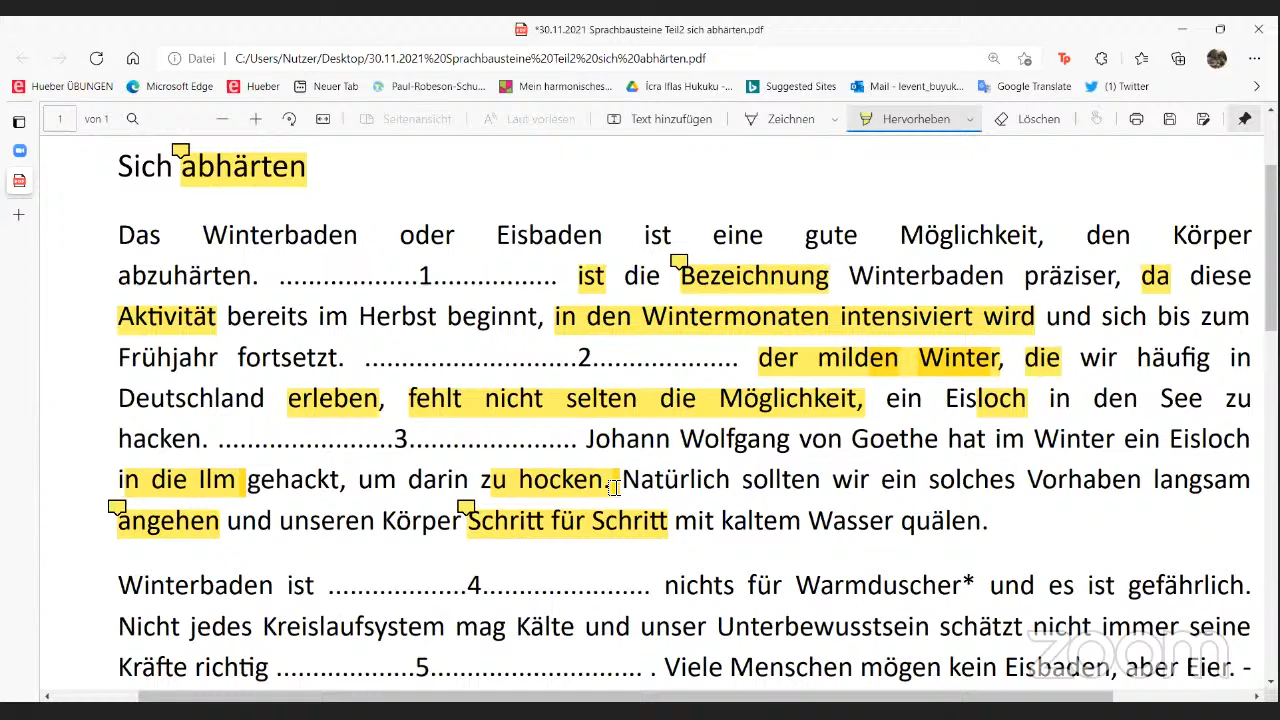 *30.11.2021 Sprachbausteine Teil2 sich abhärten.pdf
Datei C:/Users/Nutzer/Desktop/30.11.2021%20Sprachbausteine%20Teil2%20sich%20abhärten.pdf
Huebe ÜBUNGEN Microsoft Edge Hueber Neuer Tab Paul-Robeson-Schu... Mein harmonisches... İcra Iflas Hukuku -... Suggested Sites Mail - levent_buyuk... Google Translate (1) Twitter
1 von 1 Seitenansicht Laut vorlesen Text hinzufügen Zeichnen Hervorheben Löschen
Sich abhärten
Das Winterbaden oder Eisbaden ist eine gute Möglichkeit, den Körper
abzuhärten. ...................1................ ist die Bezeichnung Winterbaden präziser, da diese
Aktivität bereits im Herbst beginnt, in den Wintermonaten intensiviert wird und sich bis zum
Frühjahr fortsetzt. .............................2................... der milden Winter, die wir häufig in
Deutschland erleben, fehlt nicht selten die Möglichkeit, ein Eisloch in den See zu
hacken. ........................3....................... Johann Wolfgang von Goethe hat im Winter ein Eisloch
in die Ilm gehackt, um darin zu hocken. Natürlich sollten wir ein solches Vorhaben langsam
angehen und unseren Körper Schritt für Schritt mit kaltem Wasser quälen.
Winterbaden ist ...................4....................... nichts für Warmduscher* und es ist gefährlich.
Nicht jedes Kreislaufsystem mag Kälte und unser Unterbewusstsein schätzt nicht immer seine
Kräfte richtig ...................5............................. . Viele Menschen mögen kein Eisbaden, aber Eier. -
zoom